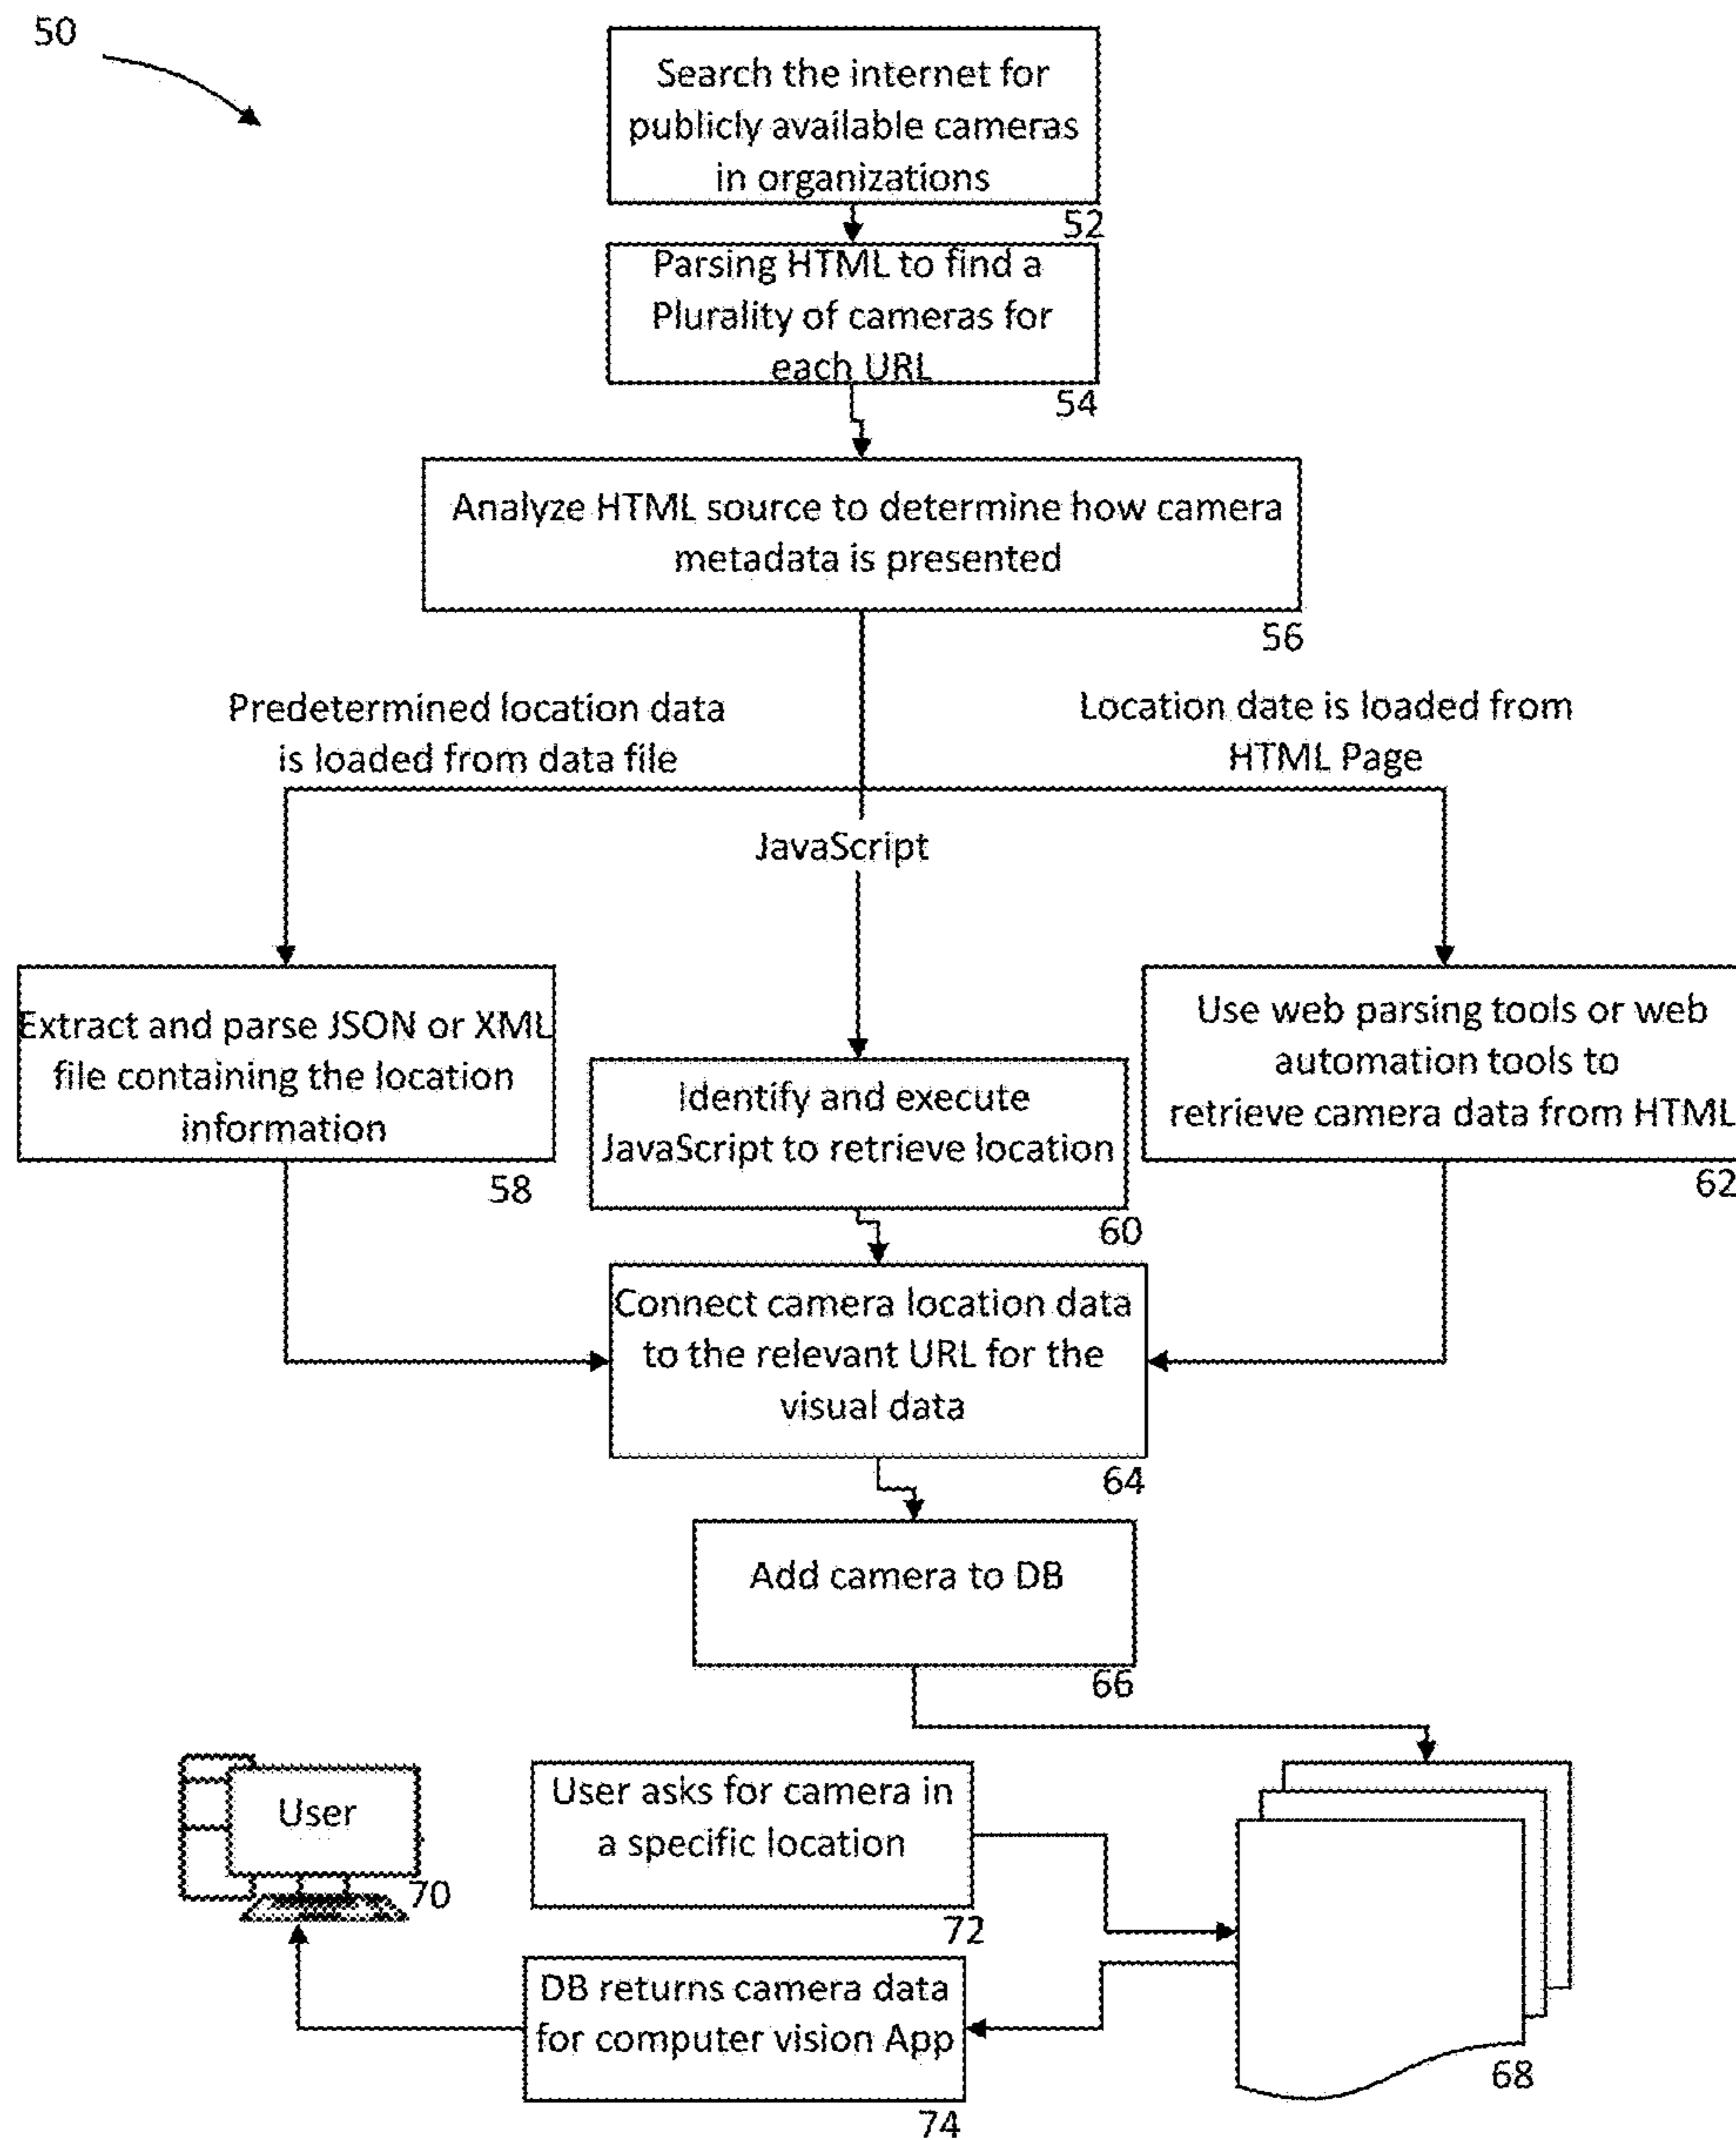 50
Search the internet for
publicly available cameras
in organizations
52
Parsing HTML to find a
Plurality of cameras for
each URL
54
Analyze HTML source to determine how camera
metadata is presented
56
Predetermined location data
is loaded from data file
Location date is loaded from
HTML Page
JavaScript
Extract and parse JSON or XML
file containing the location
information
58
Identify and execute
JavaScript to retrieve location
60
Use web parsing tools or web
automation tools to
retrieve camera data from HTML
62
Connect camera location data
to the relevant URL for the
visual data
64
Add camera to DB
66
User
70
User asks for camera in
a specific location
72
DB returns camera data
for computer vision App
74
68